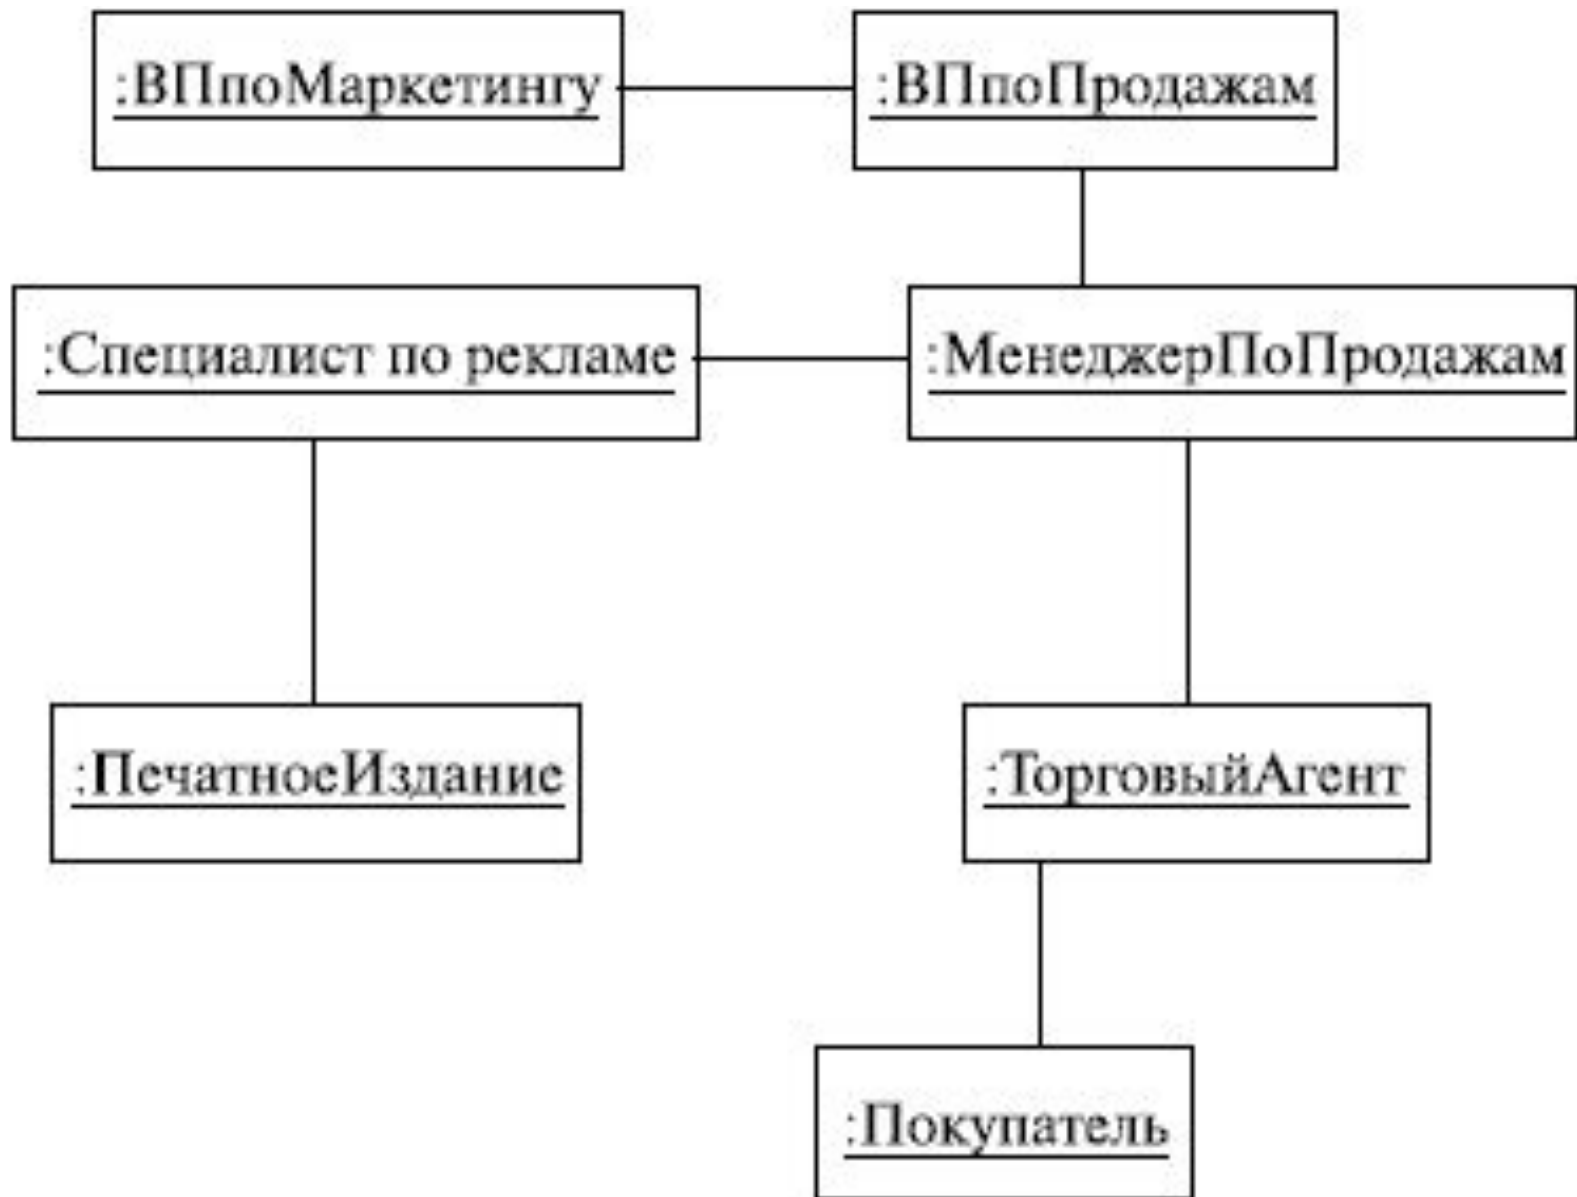 :ВПпоМаркетингу
:ВПпоПродажам
:Специалист по рекламе
:МенеджерПоПродажам
:ПечатноеИздание
:ТорговыйАгент
:Покупатель